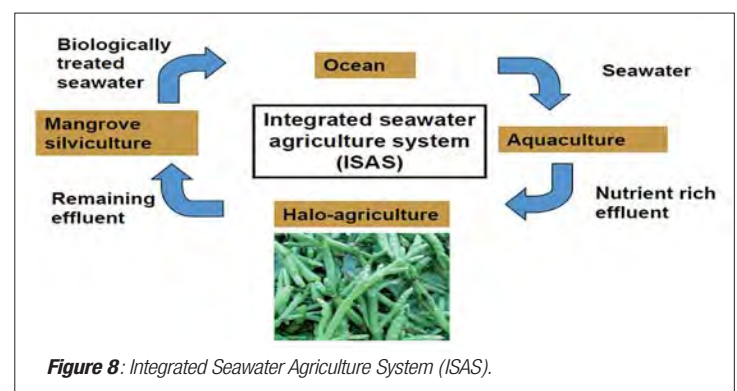 Biologically
treated
seawater
Ocean
Seawater
Mangrove
silviculture
Integrated seawater
agriculture system
(ISAS)
Aquaculture
Remaining
effluent
Halo-agriculture
Nutrient rich
effluent
Figure 8: Integrated Seawater Agriculture System (ISAS).